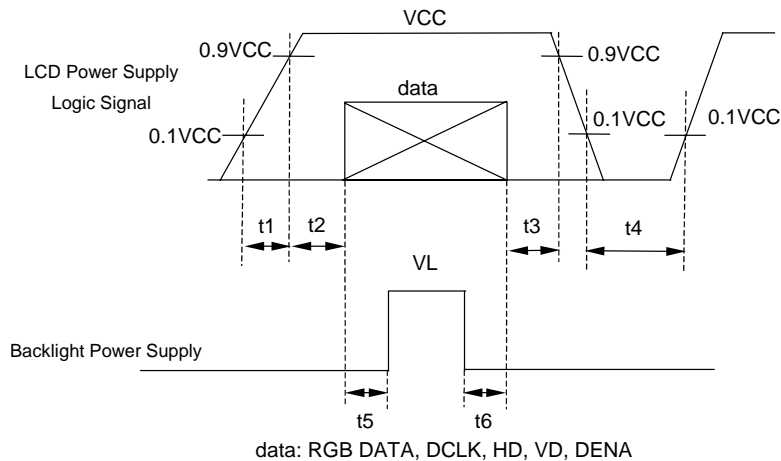 VCC
0.9VCC
0.9VCC
LCD Power Supply
Logic Signal
data
0.1VCC
0.1VCC
0.1VCC
t1
t2
t3
t4
VL
Backlight Power Supply
t5
t6
data: RGB DATA, DCLK, HD, VD, DENA